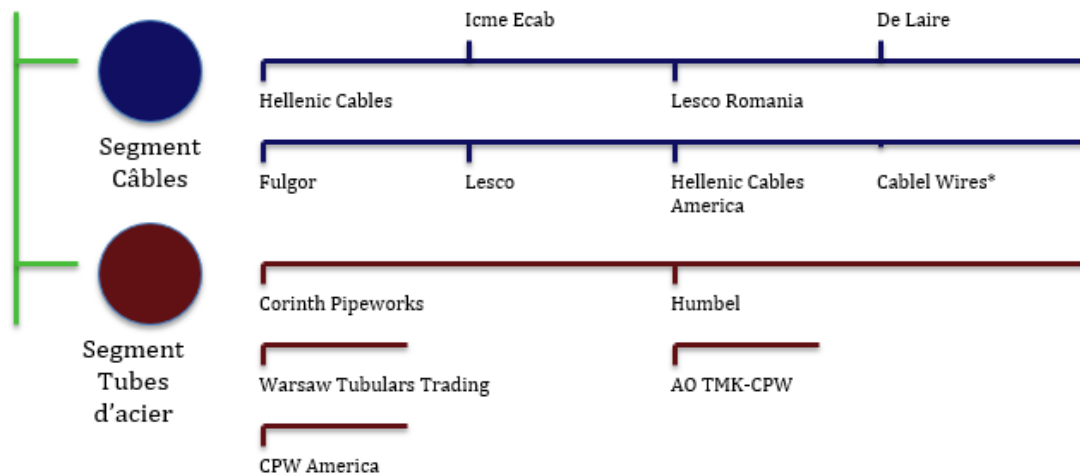 Icme Ecab
De Laire
Hellenic Cables
Lesco Romania
Segment
Câbles
Fulgor
Lesco
Hellenic Cables
America
Cablel Wires*
Corinth Pipeworks
Humbel
Segment
Tubes
d’acier
Warsaw Tubulars Trading
AO TMK-CPW
CPW America